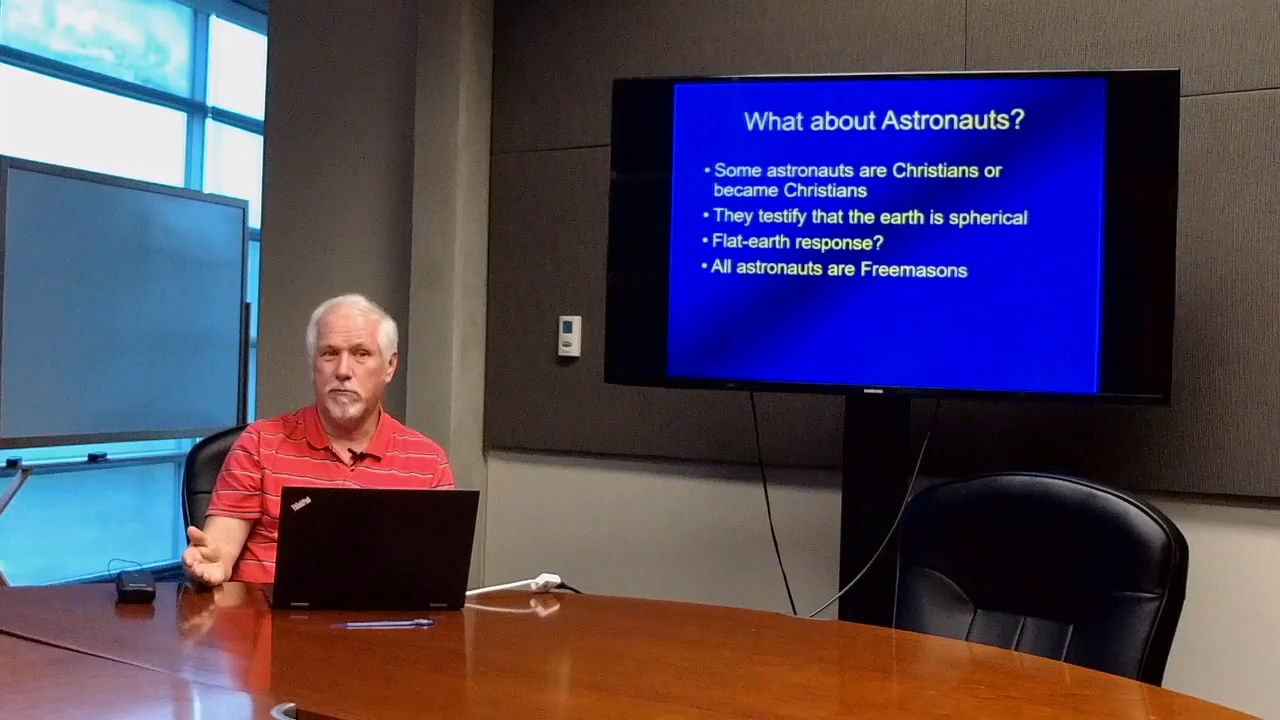 What about Astronauts?
• Some astronauts are Christians or
became Christians
• They testify that the earth is spherical
• Flat-earth response?
• All astronauts are Freemasons
ThinkPad